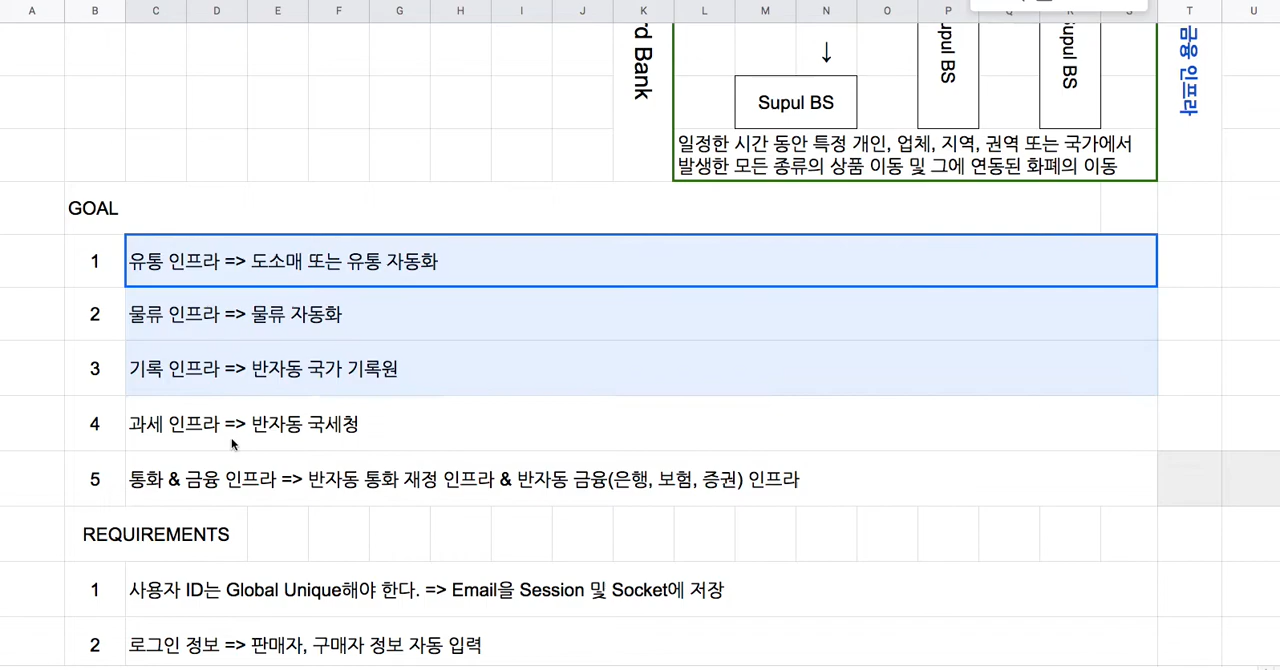 A B C D E F G H I J K L M N O P Q R S T U
rd Bank
↓
Supul BS
upul BS
Supul BS
금융 인프라
일정한 시간 동안 특정 개인, 업체, 지역, 권역 또는 국가에서
발생한 모든 종류의 상품 이동 및 그에 연동된 화폐의 이동
GOAL
1 유통 인프라 => 도소매 또는 유통 자동화
2 물류 인프라 => 물류 자동화
3 기록 인프라 => 반자동 국가 기록원
4 과세 인프라 => 반자동 국세청
5 통화 & 금융 인프라 => 반자동 통화 재정 인프라 & 반자동 금융(은행, 보험, 증권) 인프라
REQUIREMENTS
1 사용자 ID는 Global Unique해야 한다. => Email을 Session 및 Socket에 저장
2 로그인 정보 => 판매자, 구매자 정보 자동 입력